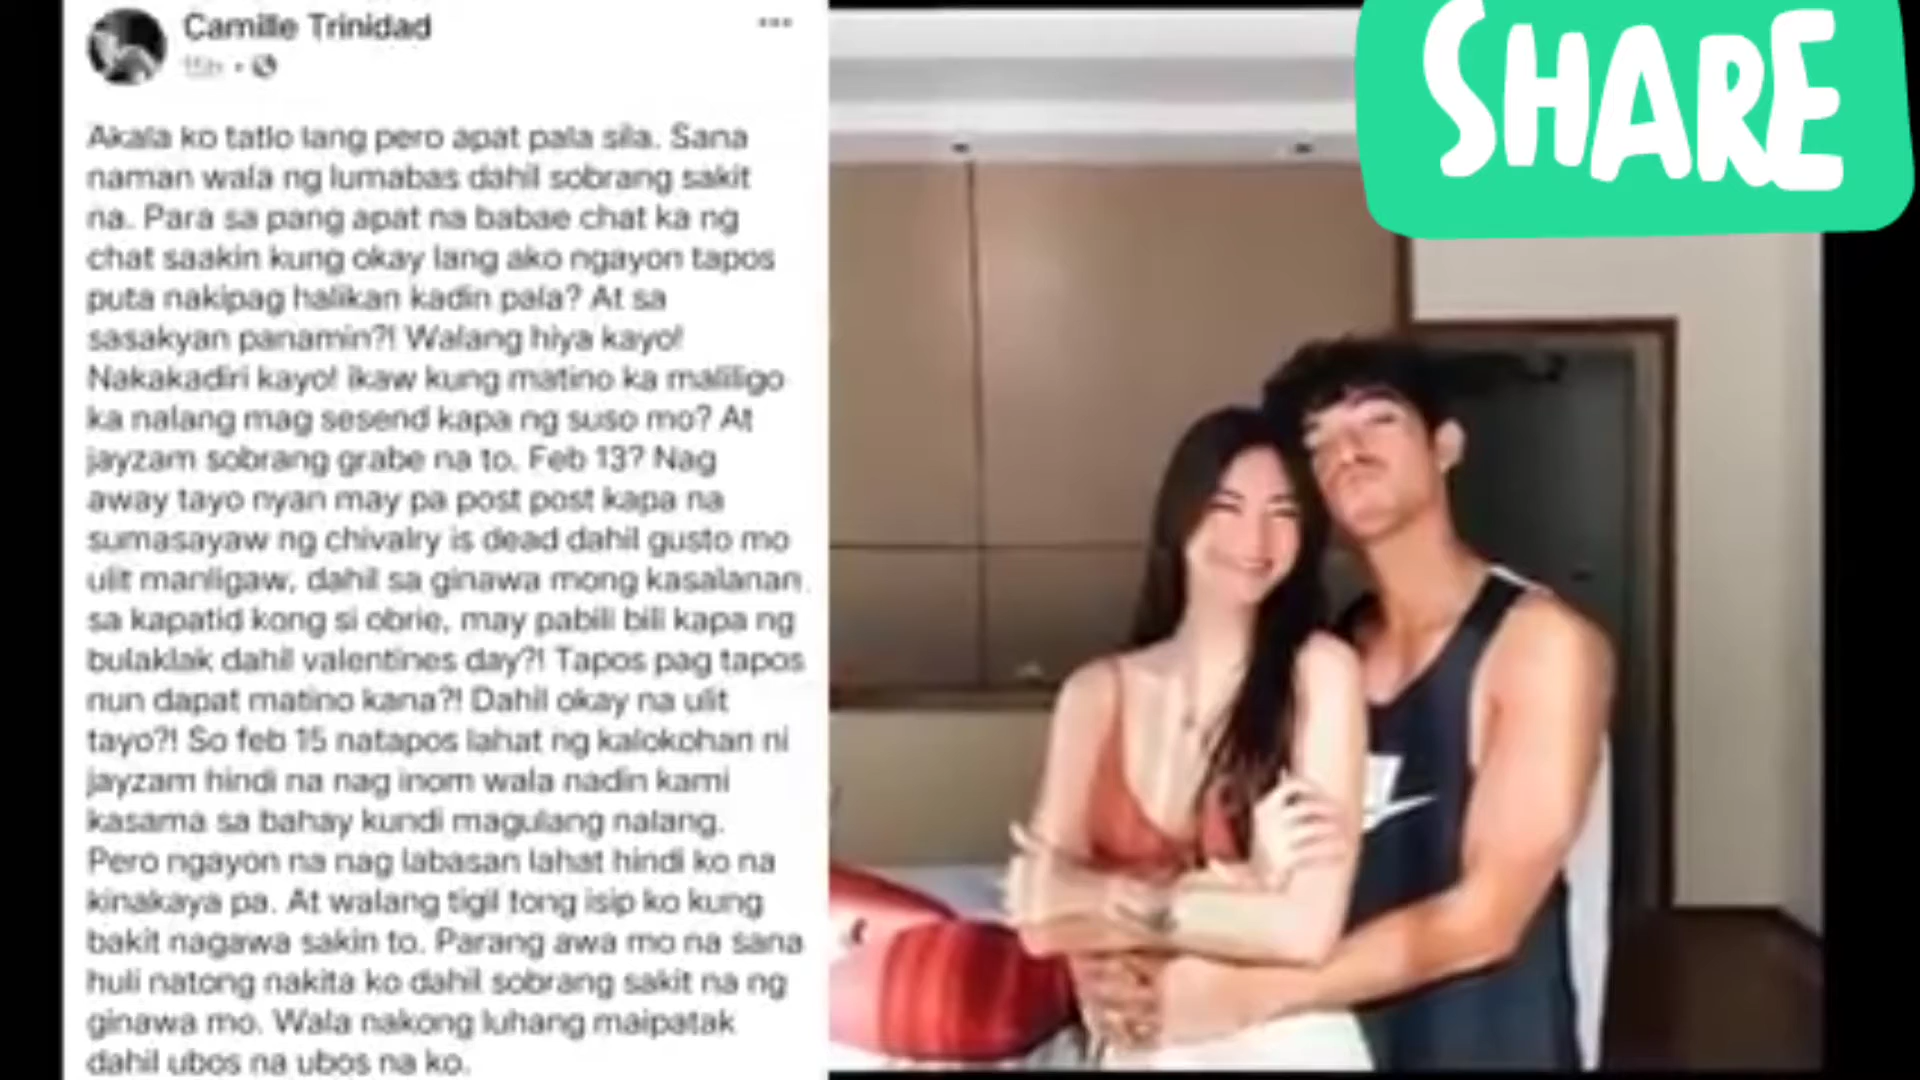 Camille Trinidad
Akala ko tatlo lang pero apat pala sila. Sana
naman wala ng lumabas dahil sobrang sakit
na. Para sa pang apat na babae chat ka ng
chat saakin kung okay lang ako ngayon tapos
puta nakipag halikan kadin pala? At sa
sasakyan panamin?! Walang hiya kayo!
Nakakadiri kayo! ikaw kung matino ka maliligo
ka nalang mag sesend kapa ng suso mo? At
jayzam sobrang grabe na to. Feb 13? Nag
away tayo nyan may pa post post kapa na
sumasayaw ng chivalry is dead dahil gusto mo
ulit manligaw, dahil sa ginawa mong kasalanan
sa kapatid kong si obrie, may pabili bili kapa ng
bulaklak dahil valentines day?! Tapos pag tapos
nun dapat matino kana?! Dahil okay na ulit
tayo?! So feb 15 natapos lahat ng kalokohan ni
jayzam hindi na nag inom wala nadin kami
kasama sa bahay kundi magulang nalang.
Pero ngayon na nag labasan lahat hindi ko na
kinakaya pa. At walang tigil tong isip ko kung
bakit nagawa sakin to. Parang awa mo na sana
huli natong nakita ko dahil sobrang sakit na ng
ginawa mo. Wala nakong luhang maipatak
dahil ubos na ubos na ko.
SHARE